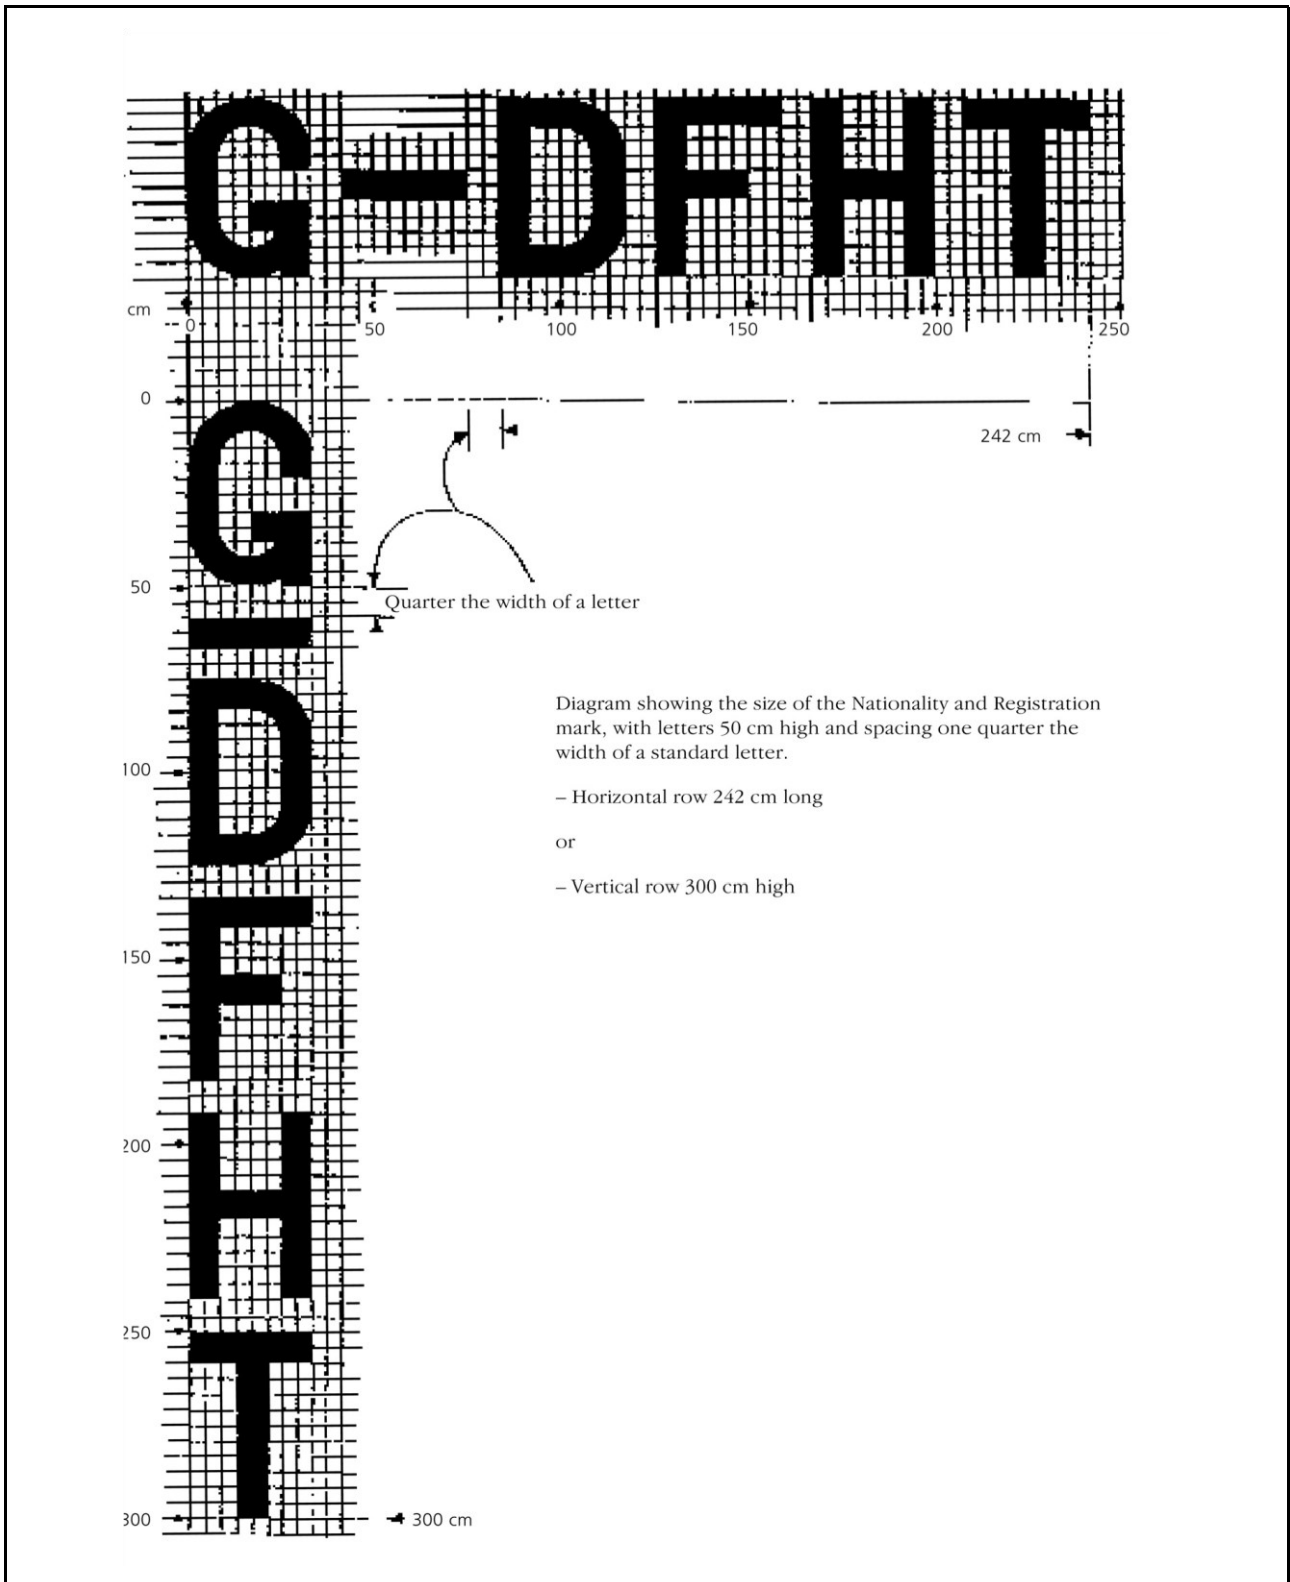 G–DFHT
cm
0 50 100 150 200 250
0
242 cm
G
50
Quarter the width of a letter
–
D
Diagram showing the size of the Nationality and Registration
mark, with letters 50 cm high and spacing one quarter the
width of a standard letter.
100
– Horizontal row 242 cm long
or
– Vertical row 300 cm high
F
150
H
200
T
250
300
300 cm